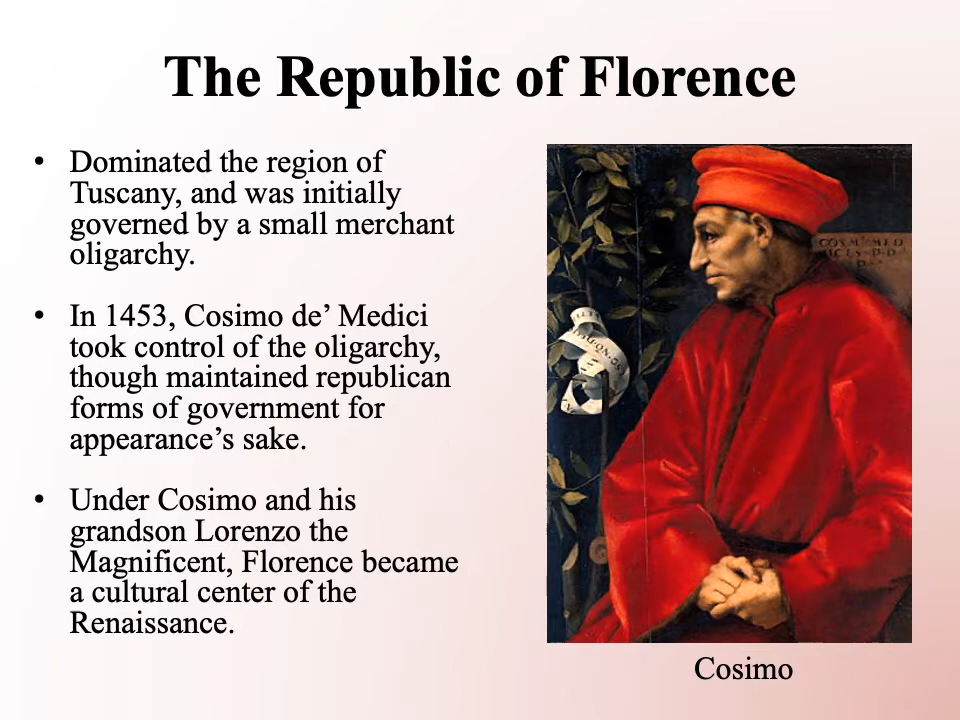 The Republic of Florence
• Dominated the region of
Tuscany, and was initially
governed by a small merchant
oligarchy.
• In 1453, Cosimo de’ Medici
took control of the oligarchy,
though maintained republican
forms of government for
appearance’s sake.
• Under Cosimo and his
grandson Lorenzo the
Magnificent, Florence became
a cultural center of the
Renaissance.
Cosimo